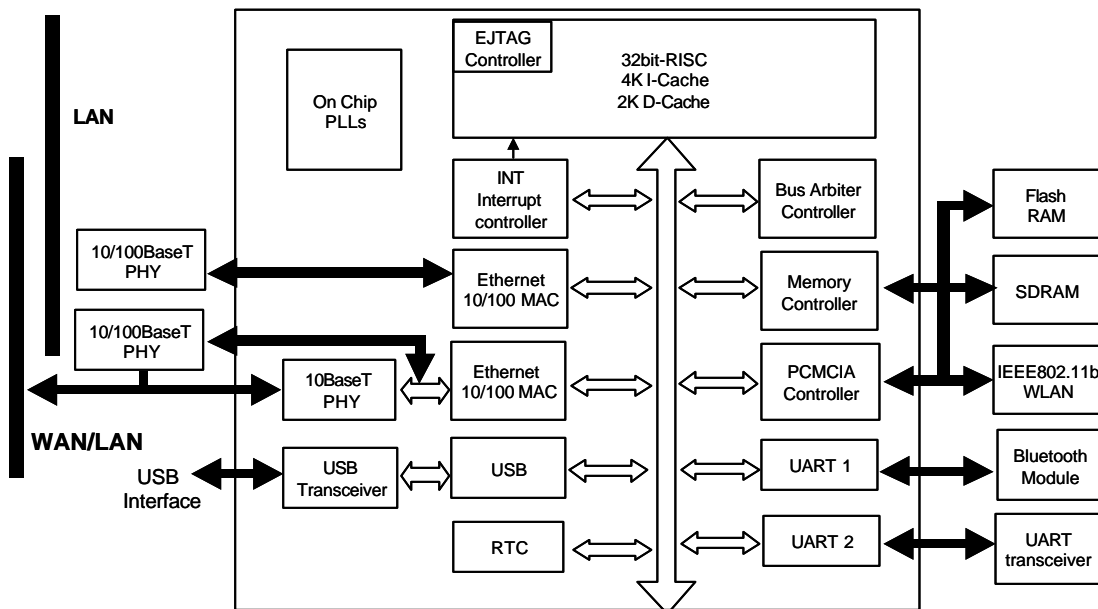 EJTAG
Controller
32bit-RISC
4K I-Cache
2K D-Cache
On Chip
PLLs
LAN
INT
Interrupt
controller
Bus Arbiter
Controller
Flash
RAM
10/100BaseT
PHY
Ethernet
10/100 MAC
Memory
Controller
SDRAM
10/100BaseT
PHY
10BaseT
PHY
Ethernet
10/100 MAC
PCMCIA
Controller
IEEE802.11b
WLAN
WAN/LAN
USB
Interface
USB
Transceiver
USB
UART 1
Bluetooth
Module
RTC
UART 2
UART
transceiver